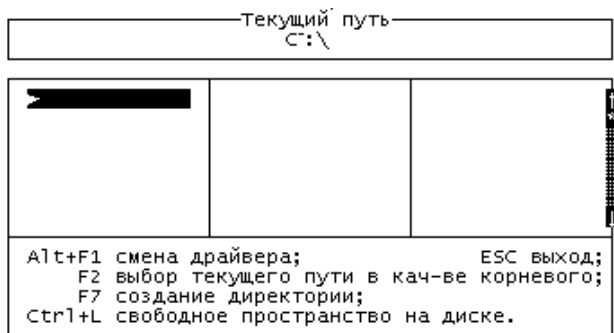 Текущий путь
C:\
Alt+F1 смена драйвера; ESC выход;
F2 выбор текущего пути в кач-ве корневого;
F7 создание директории;
Ctrl+L свободное пространство на диске.